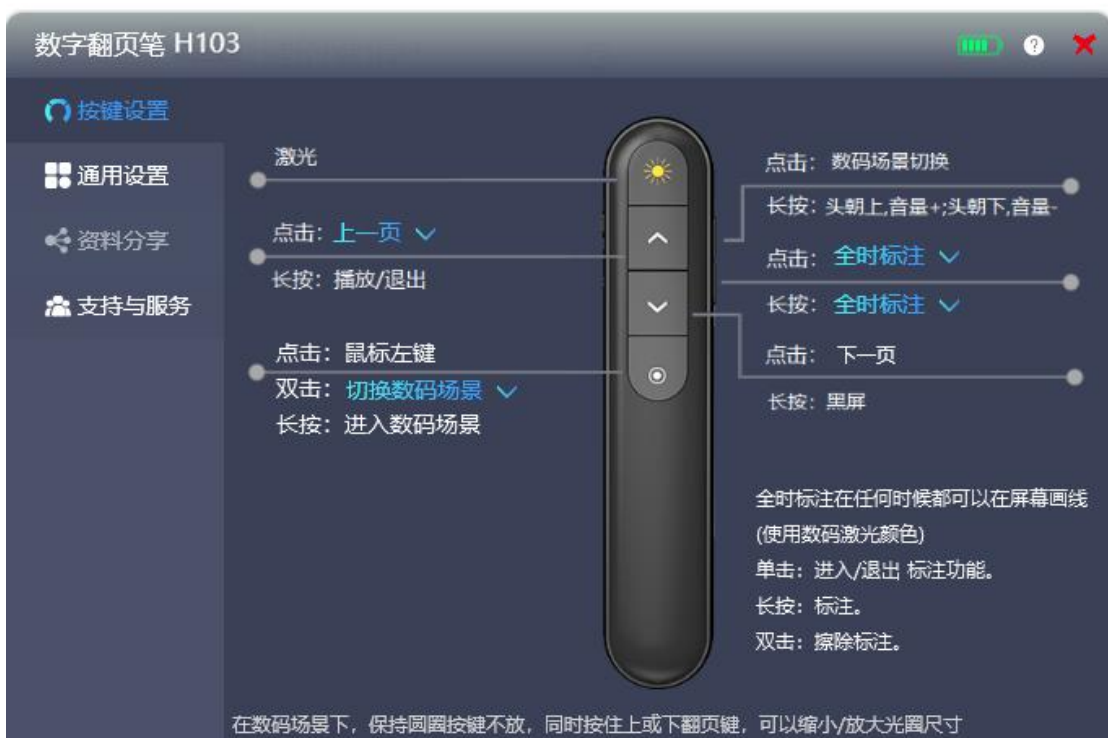 数字翻页笔 H103
按键设置
通用设置
资料分享
支持与服务
激光
点击：上一页
长按：播放/退出
点击：鼠标左键
双击：切换数码场景
长按：进入数码场景
点击：数码场景切换
长按：头朝上,音量+;头朝下,音量-
点击：全时标注
长按：全时标注
点击：下一页
长按：黑屏
全时标注在任何时候都可以在屏幕画线
(使用数码激光颜色)
单击：进入/退出 标注功能。
长按：标注。
双击：擦除标注。
在数码场景下，保持圆圈按键不放，同时按住上或下翻页键，可以缩小/放大光圈尺寸